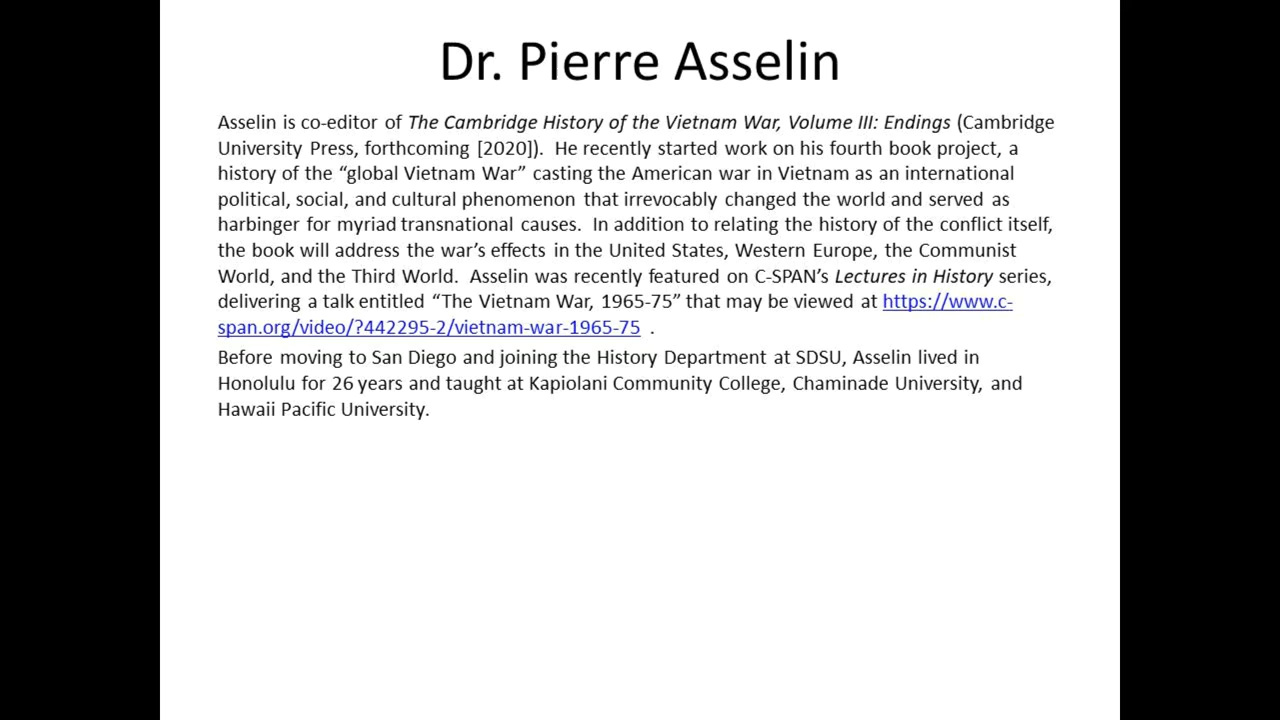 Dr. Pierre Asselin
Asselin is co-editor of The Cambridge History of the Vietnam War, Volume III: Endings (Cambridge
University Press, forthcoming [2020]).  He recently started work on his fourth book project, a
history of the “global Vietnam War” casting the American war in Vietnam as an international
political, social, and cultural phenomenon that irrevocably changed the world and served as
harbinger for myriad transnational causes.  In addition to relating the history of the conflict itself,
the book will address the war’s effects in the United States, Western Europe, the Communist
World, and the Third World.  Asselin was recently featured on C-SPAN’s Lectures in History series,
delivering a talk entitled “The Vietnam War, 1965-75” that may be viewed at https://www.c-
span.org/video/?442295-2/vietnam-war-1965-75 .
Before moving to San Diego and joining the History Department at SDSU, Asselin lived in
Honolulu for 26 years and taught at Kapiolani Community College, Chaminade University, and
Hawaii Pacific University.